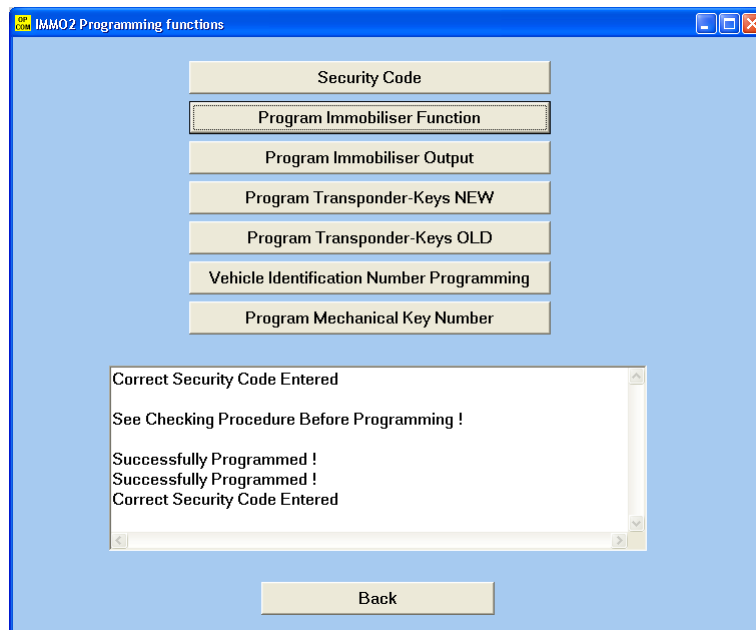 OP
COM
IMMO2 Programming functions
Security Code
Program Immobiliser Function
Program Immobiliser Output
Program Transponder-Keys NEW
Program Transponder-Keys OLD
Vehicle Identification Number Programming
Program Mechanical Key Number
Correct Security Code Entered
See Checking Procedure Before Programming !
Successfully Programmed !
Successfully Programmed !
Correct Security Code Entered
Back